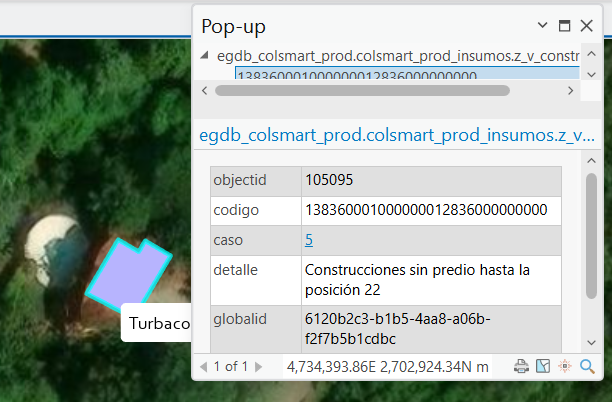 Pop-up
egdb_colsmart_prod.colsmart_prod_insumos.z_v_constr
138360001000000012836000000000
egdb_colsmart_prod.colsmart_prod_insumos.z_v...
objectid 105095
codigo 138360001000000012836000000000
caso 5
detalle Construcciones sin predio hasta la
posición 22
globalid 6120b2c3-b1b5-4aa8-a06b-
f2f7b5b1cdbc
Turbaco
1 of 1 4,734,393.86E 2,702,924.34N m